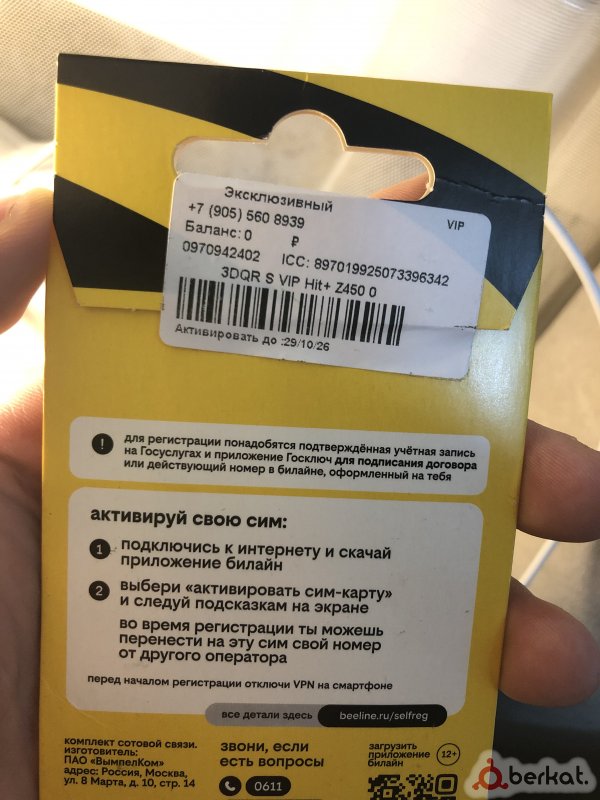 Эксклюзивный
+7 (905) 560 8939 VIP
Баланс: 0 ₽
0970942402 ICC: 897019925073396342
3DQR S VIP Hit+ Z450 0
Активировать до :29/10/26
! для регистрации понадобятся подтверждённая учётная запись
на Госуслугах и приложение Госключ для подписания договора
или действующий номер в билайне, оформленный на тебя
активируй свою сим:
1 подключись к интернету и скачай
приложение билайн
2 выбери «активировать сим-карту»
и следуй подсказкам на экране
во время регистрации ты можешь
перенести на эту сим свой номер
от другого оператора
перед началом регистрации отключи VPN на смартфоне
все детали здесь beeline.ru/selfreg
комплект сотовой связи.
изготовитель:
ПАО «ВымпелКом»
адрес: Россия, Москва,
ул. 8 Марта, д. 10, стр. 14
звони, если
есть вопросы
0611
загрузить
приложение
билайн
12+
berkat.